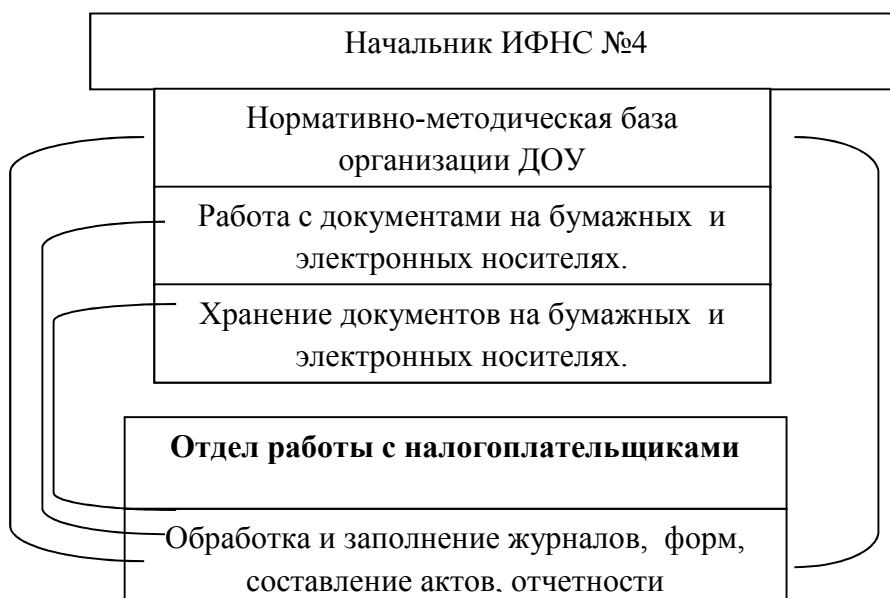 Начальник ИФНС №4
Нормативно-методическая база
организации ДОУ
Работа с документами на бумажных и
электронных носителях.
Хранение документов на бумажных и
электронных носителях.
Отдел работы с налогоплательщиками
Обработка и заполнение журналов, форм,
составление актов, отчетности